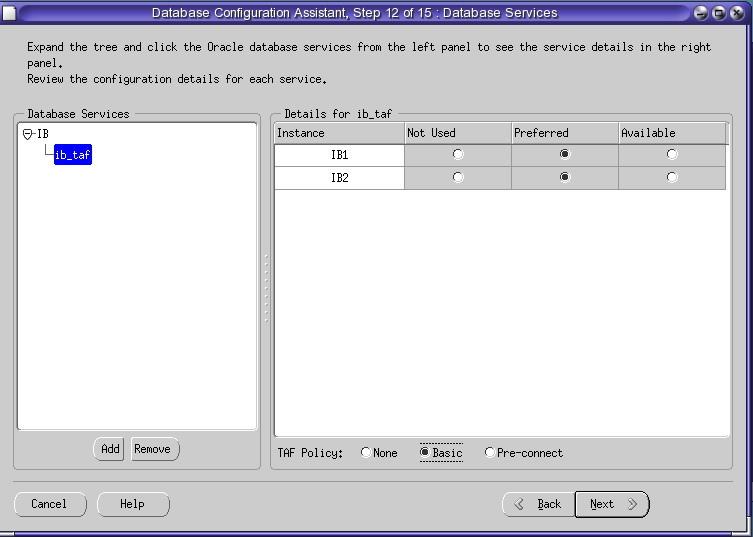 Database Configuration Assistant, Step 12 of 15 : Database Services
Expand the tree and click the Oracle database services from the left panel to see the service details in the right
panel.
Review the configuration details for each service.
Database Services
IB
ib_taf
Add Remove
Details for ib_taf
Instance Not Used Preferred Available
IB1
IB2
TAF Policy: None Basic Pre-connect
Cancel Help Back Next